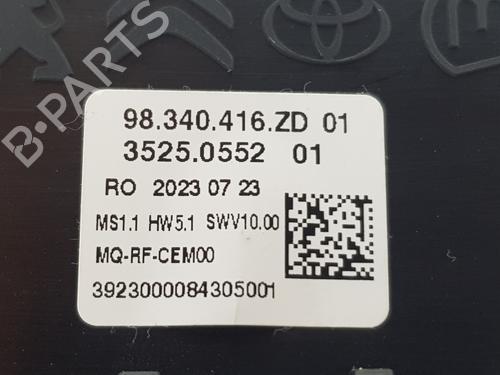 98.340.416.ZD 01
3525.0552 01
RO 2023 07 23
MS1.1 HW5.1 SWV10.00
MQ-RF-CEM00
392300008430500­1
B-PARTS